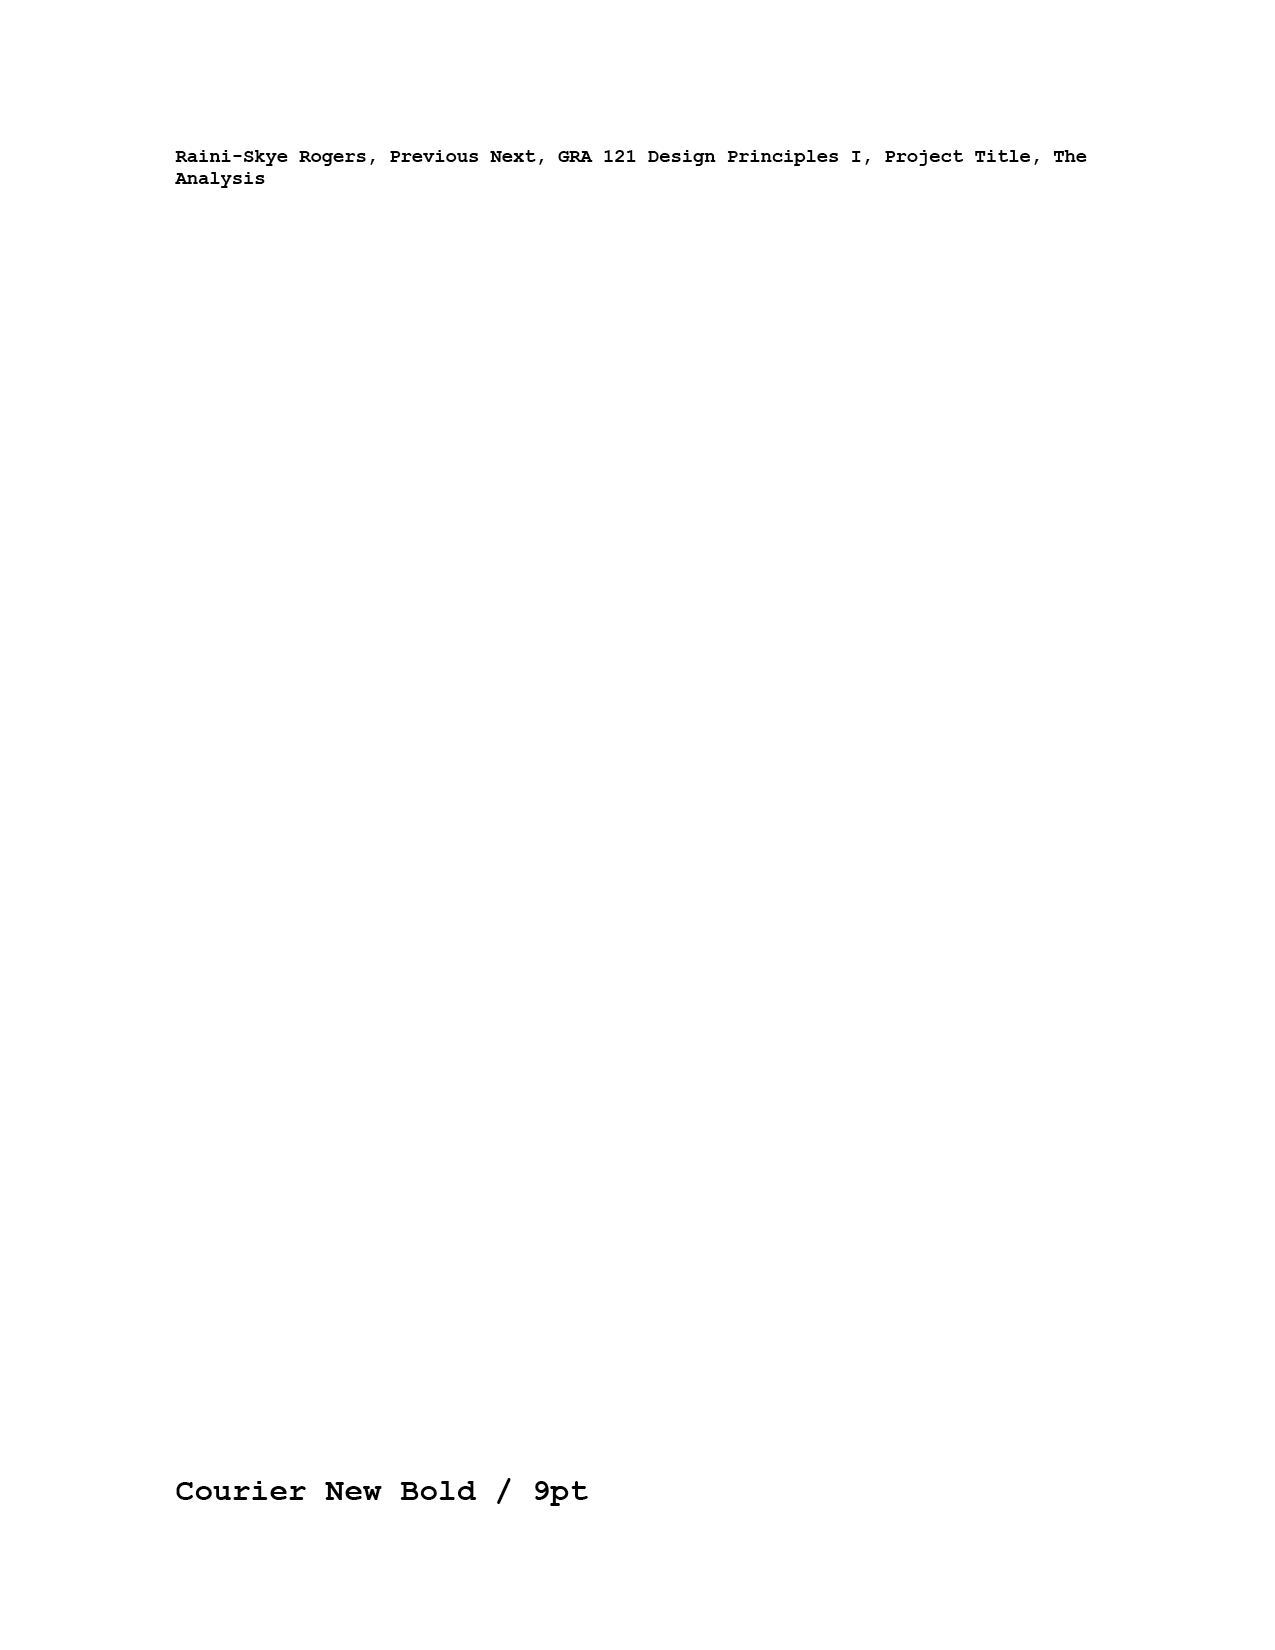 Raini-Skye Rogers, Previous Next, GRA 121 Design Principles I, Project Title, The
Analysis
Courier New Bold / 9pt